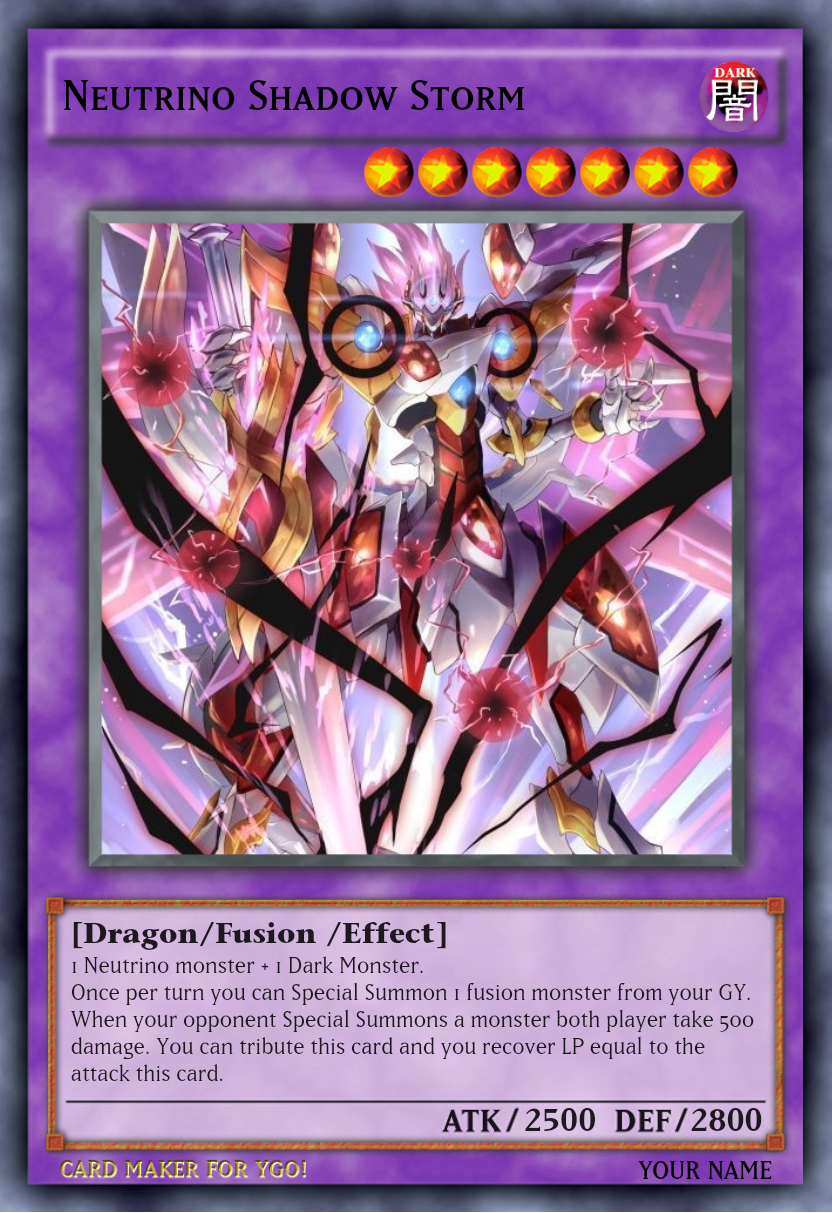 Neutrino Shadow Storm
DARK
闇
[Dragon/Fusion /Effect]
1 Neutrino monster + 1 Dark Monster.
Once per turn you can Special Summon 1 fusion monster from your GY.
When your opponent Special Summons a monster both player take 500
damage. You can tribute this card and you recover LP equal to the
attack this card.
ATK/2500 DEF/2800
CARD MAKER FOR YGO! YOUR NAME